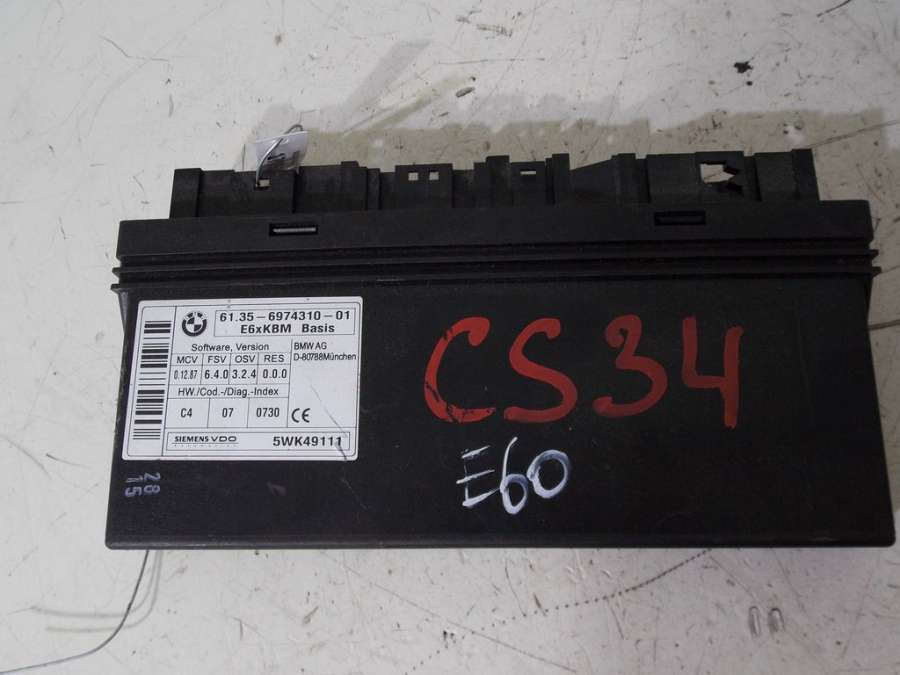 61.35-6974310-01
E6xKBM Basis
Software, Version
MCV FSV OSV RES
0.12.87 6.4.0 3.2.4 0.0.0
HW./Cod.-/Diag.-Index
C4 07 0730
BMW AG
D-80788München
CE
SIEMENS VDO
5WK49111
28
15
CS34
E60